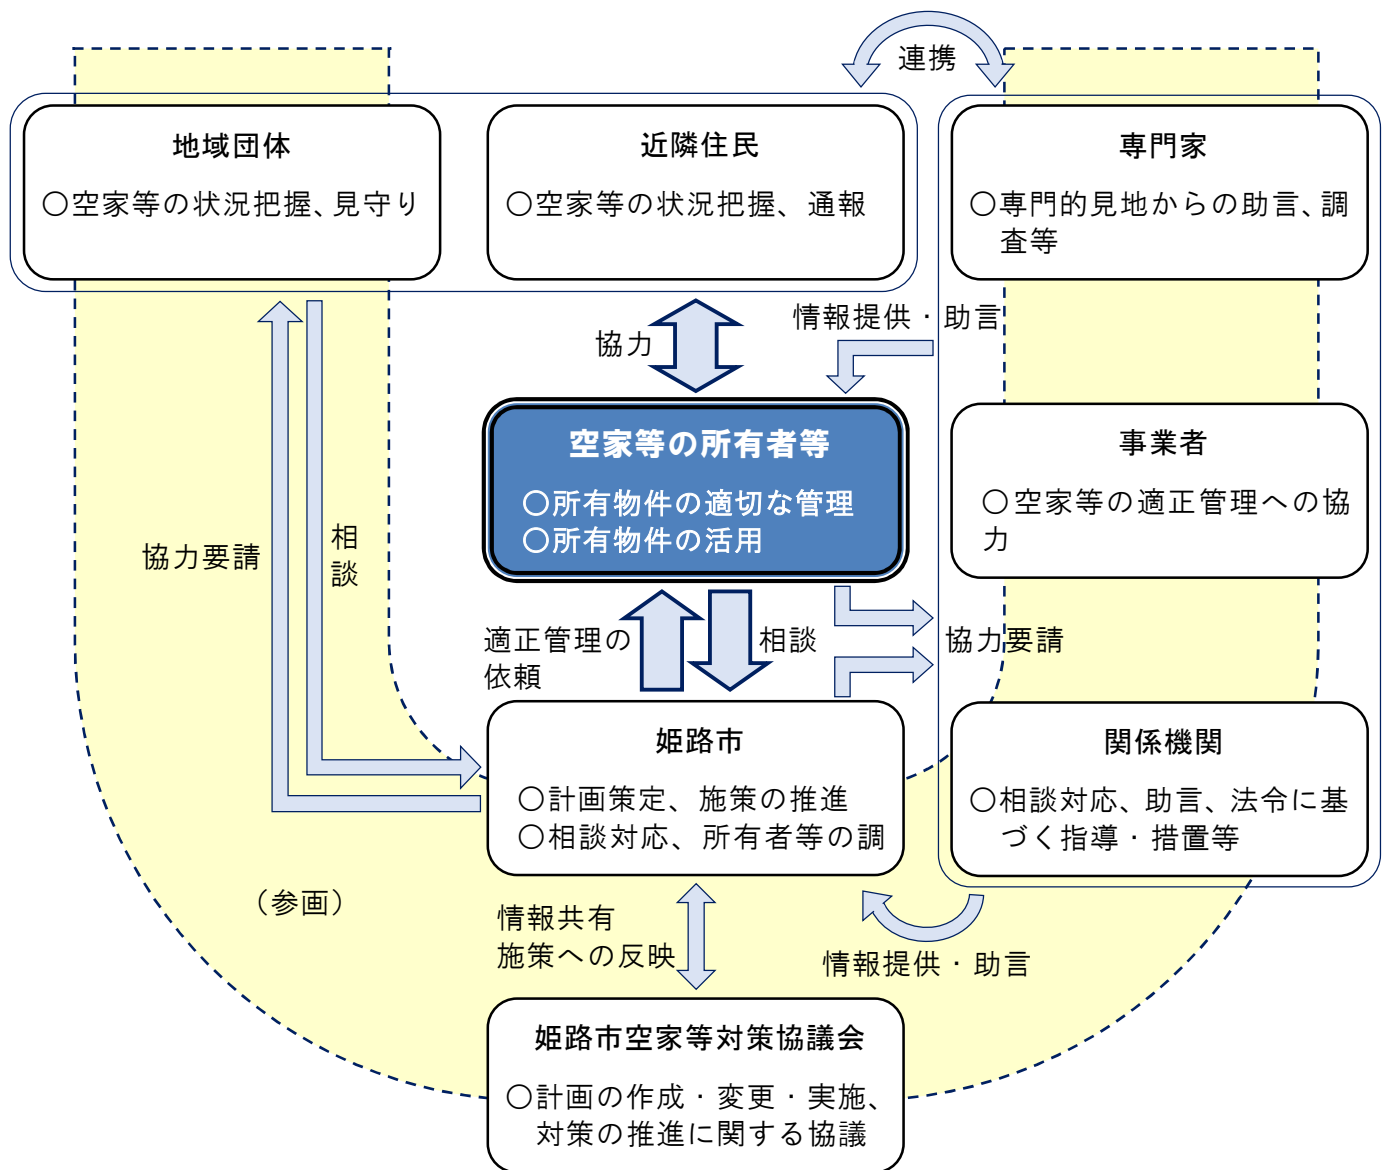 連携
地域団体
○空家等の状況把握、見守り
近隣住民
○空家等の状況把握、通報
専門家
○専門的見地からの助言、調
査等
協力
情報提供・助言
空家等の所有者等
○所有物件の適切な管理
○所有物件の活用
事業者
○空家等の適正管理への協
力
協力要請
相
談
適正管理の
依頼
相談
協力要請
姫路市
○計画策定、施策の推進
○相談対応、所有者等の調
関係機関
○相談対応、助言、法令に基
づく指導・措置等
（参画）
情報共有
施策への反映
情報提供・助言
姫路市空家等対策協議会
○計画の作成・変更・実施、
対策の推進に関する協議